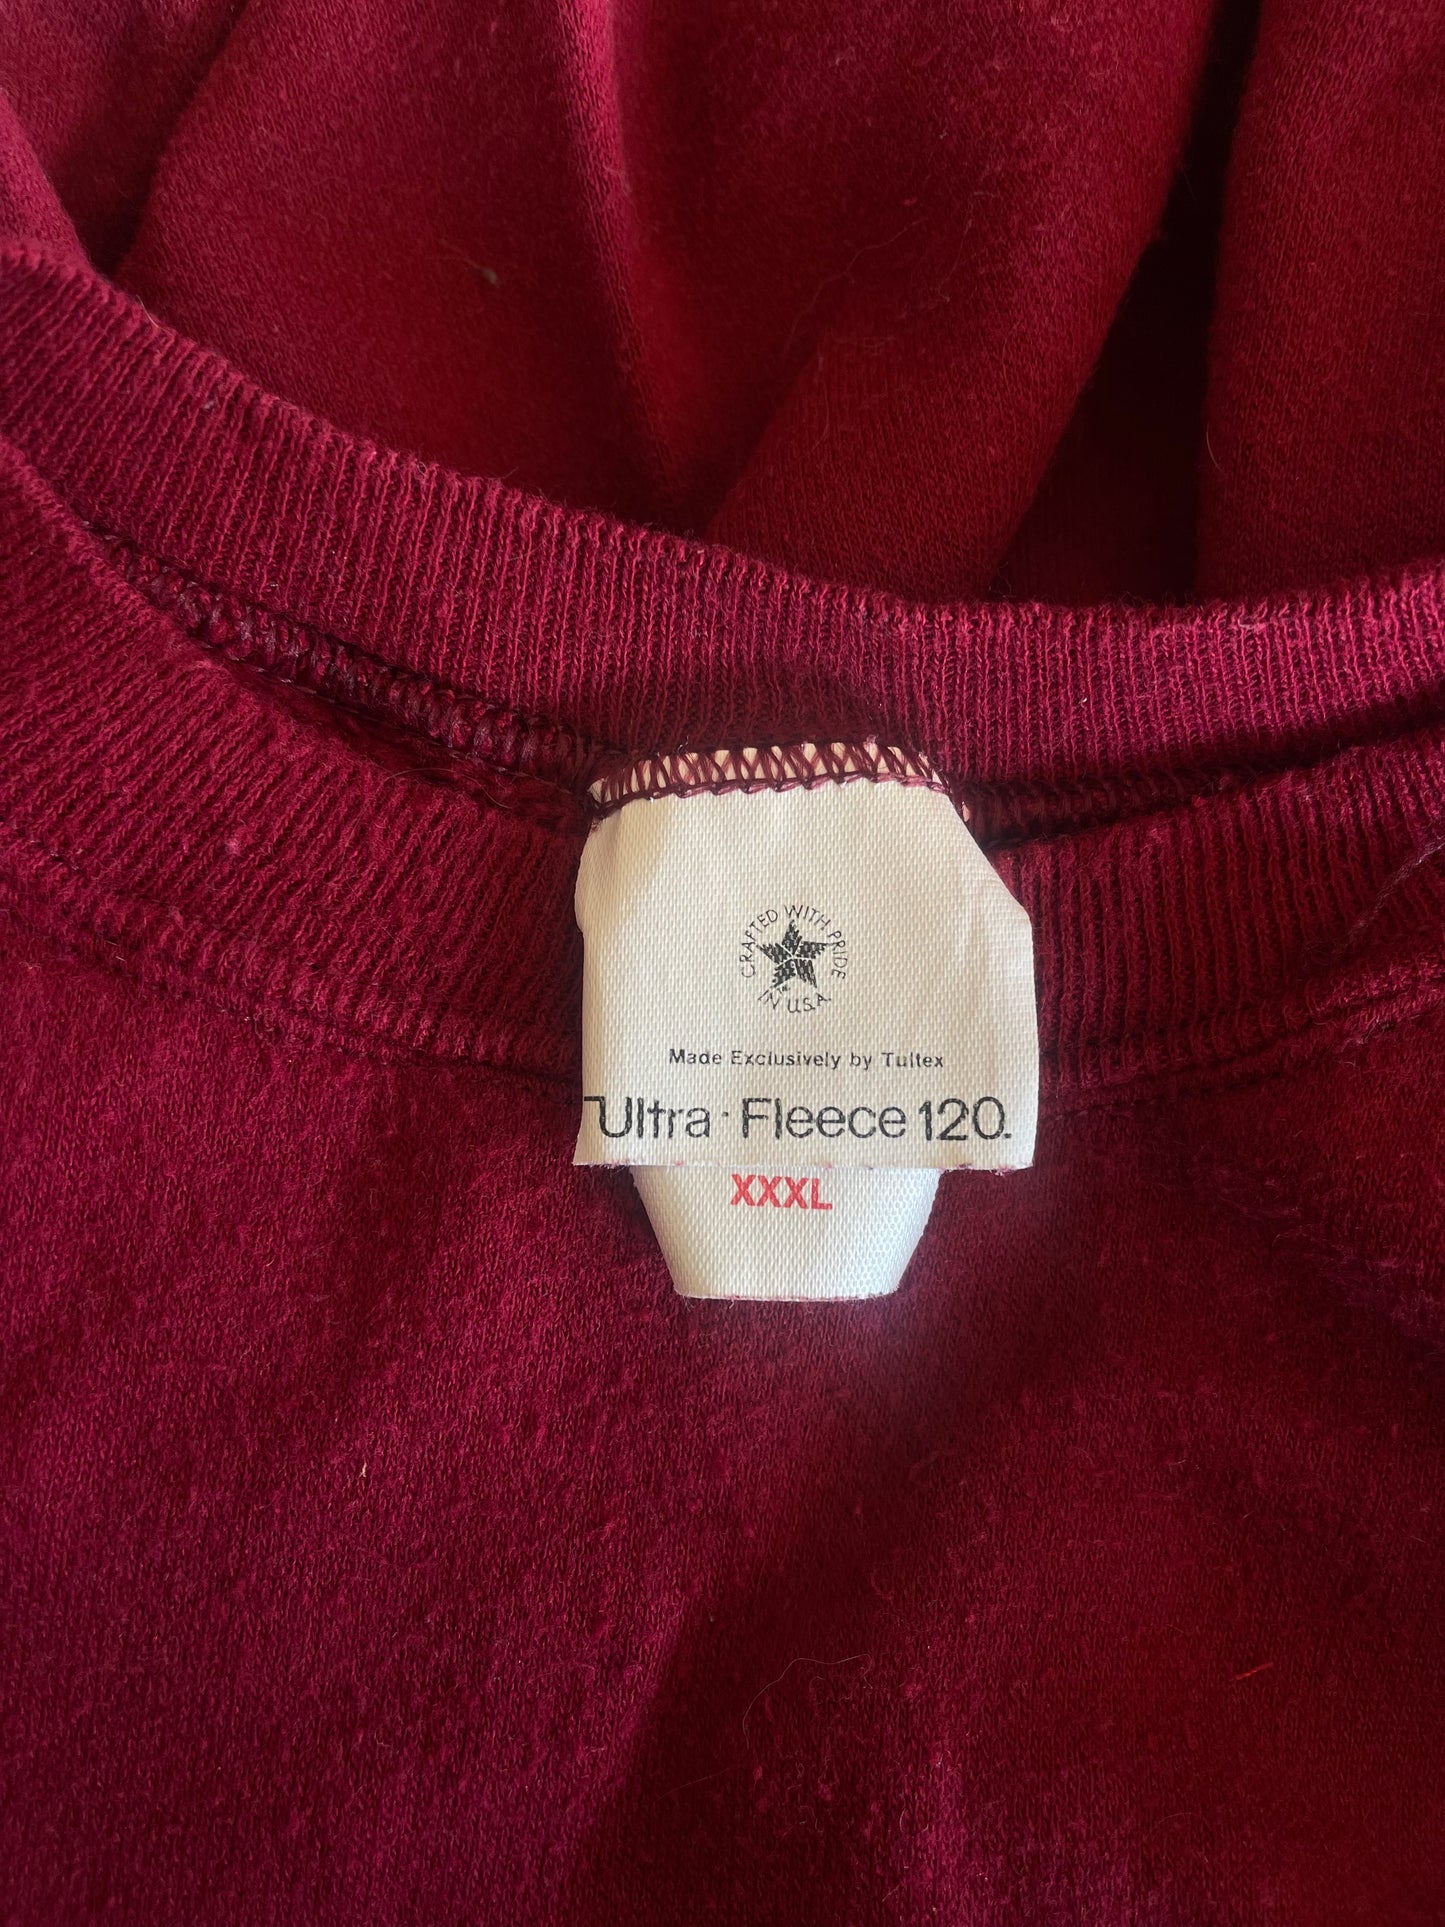 CRAFTED WITH PRIDE
IN U.S.A.
Made Exclusively by Tultex
Ultra · Fleece 120.
XXXL